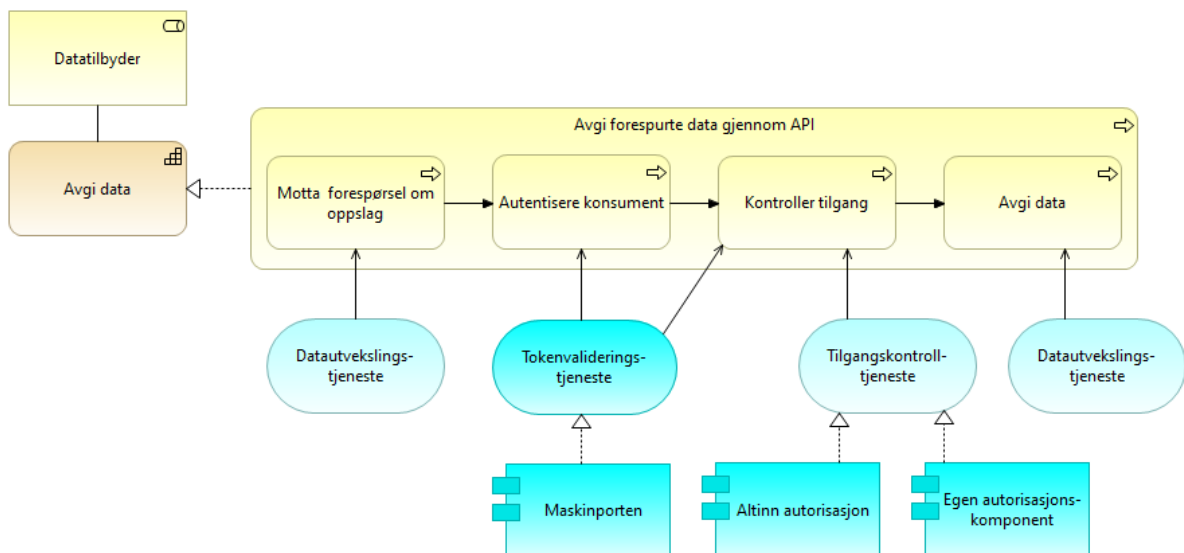 Datatilbyder
Avgi data
Avgi forespurte data gjennom API
Motta forespørsel om
oppslag
Autentisere konsument
Kontroller tilgang
Avgi data
Datautvekslings-
tjeneste
Tokenvaliderings-
tjeneste
Tilgangskontroll-
tjeneste
Datautvekslings-
tjeneste
Maskinporten
Altinn autorisasjon
Egen autorisasjons-
komponent